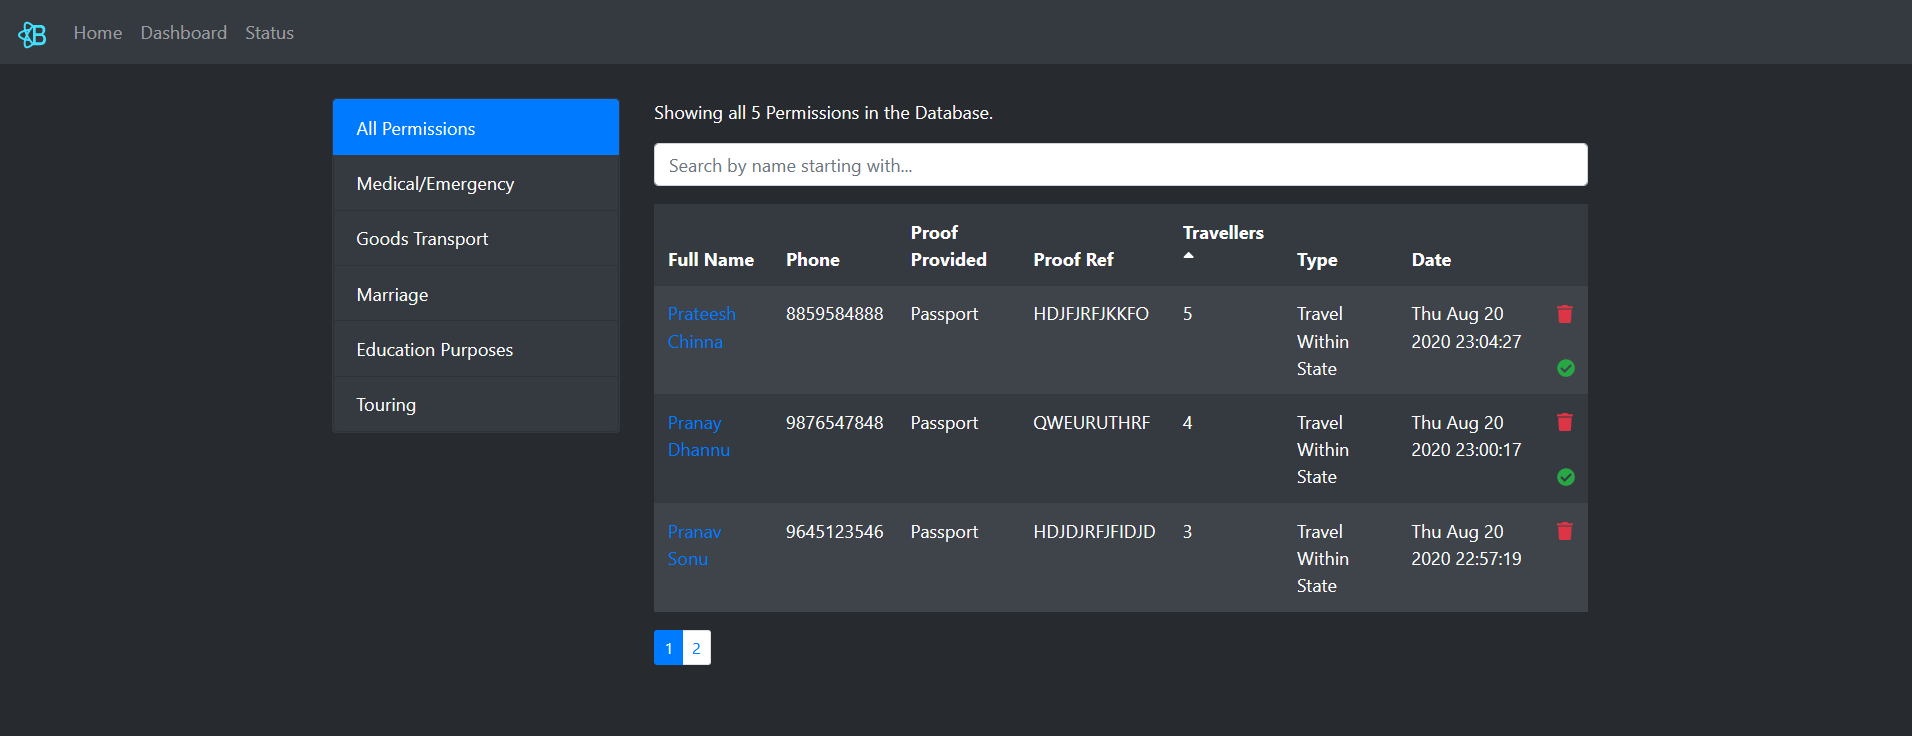 B
Home Dashboard Status
All Permissions
Medical/Emergency
Goods Transport
Marriage
Education Purposes
Touring
Showing all 5 Permissions in the Database.
Search by name starting with...
Full Name Phone Proof Provided Proof Ref Travellers Type Date
Prateesh Chinna 8859584888 Passport HDJFJRFJKKFO 5 Travel Within State Thu Aug 20 2020 23:04:27
Pranay Dhannu 9876547848 Passport QWEURUTHRF 4 Travel Within State Thu Aug 20 2020 23:00:17
Pranav Sonu 9645123546 Passport HDJDJRFJFIDJD 3 Travel Within State Thu Aug 20 2020 22:57:19
1 2